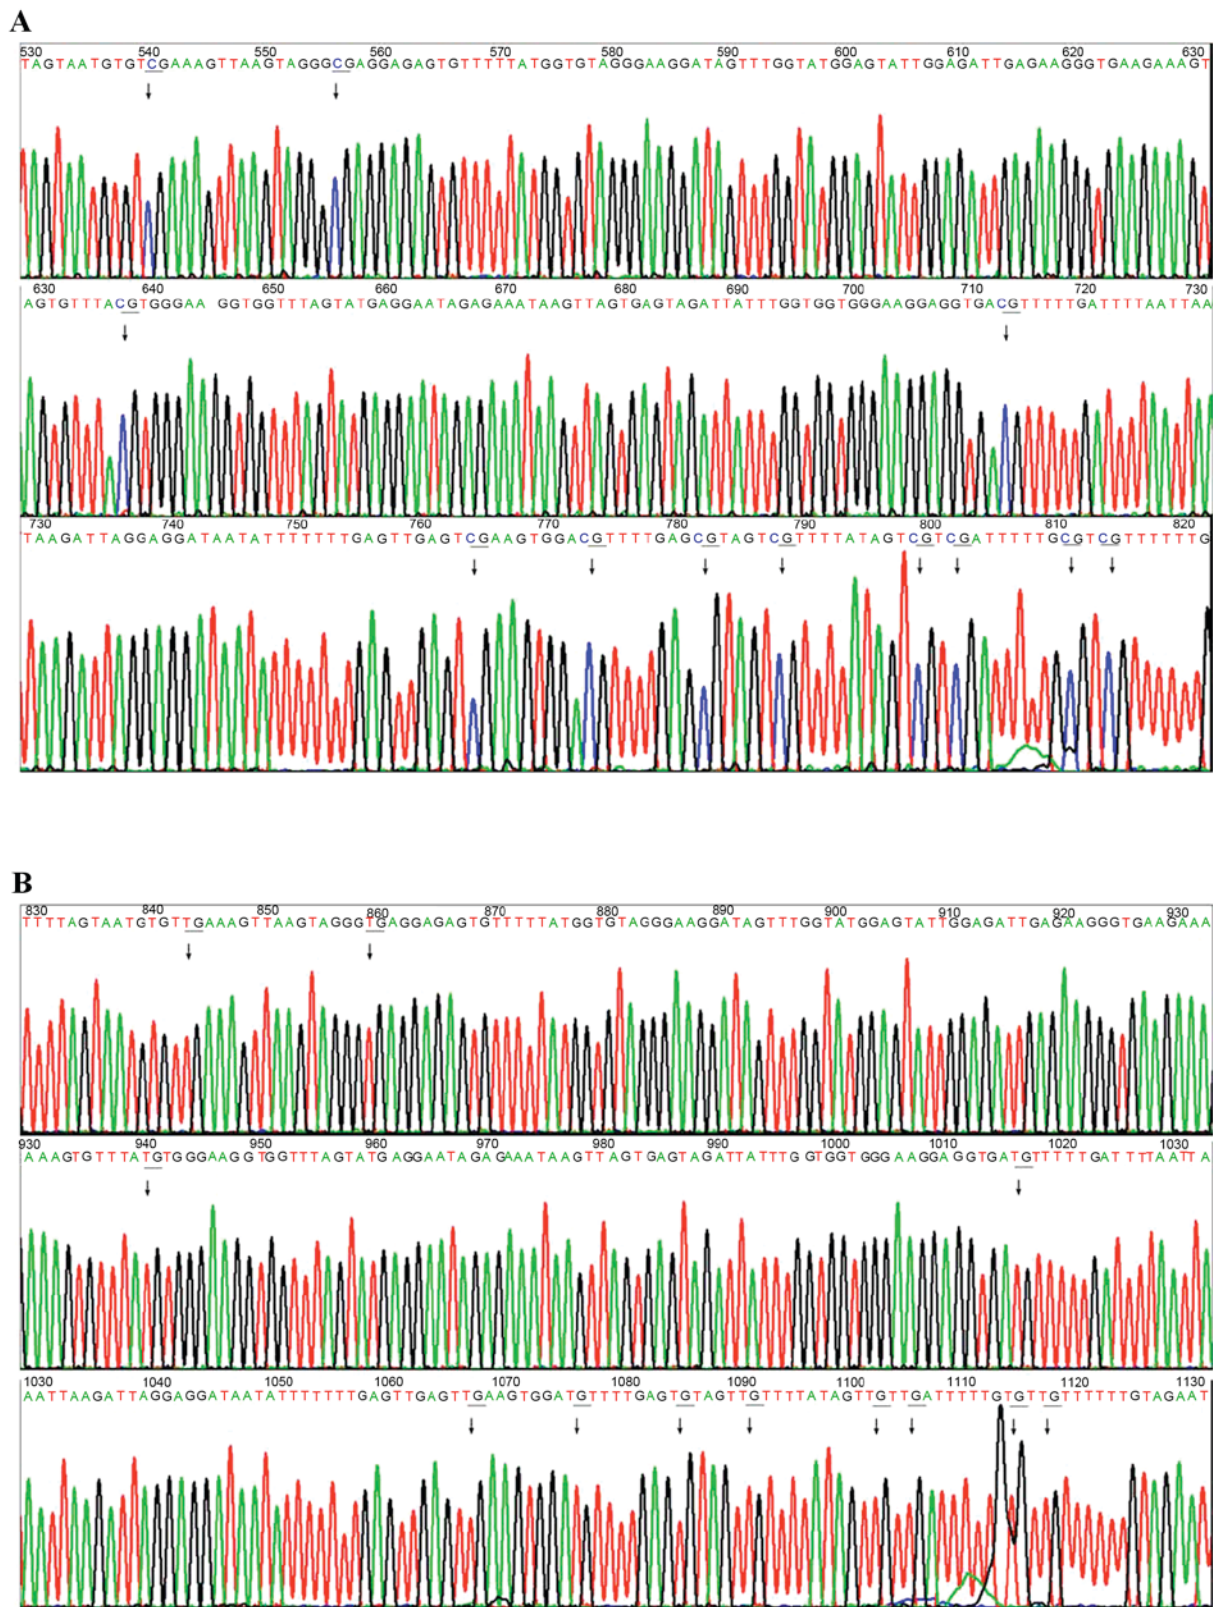 A
530 540 550 560 570 580 590 600 610 620 630
TAGTAATGTGTCGAAAGTTAAGTAGGGCGAGGAGAGTGTTTTTATGGTGTAGGGAAGGATAGTTTGGTATGGAGTATTGGAGATTGAGAAGGGTGAAGAAAGT
630 640 650 660 670 680 690 700 710 720 730
AGTGTTTACGTGGGAA GGTGGTTTAGTATGAGGAATAGAGAAATAAGTTAGTGAGTAGATTATTTGGTGGTGGGAAGGAGGTGACGTTTTTGATTTTAATTAA
730 740 750 760 770 780 790 800 810 820
TAAGATTAGGAGGATAATATTTTTTTGAGTTGAGTCGAAGTGGACGTTTTGAGCGTAGTCGTTTTATAGTCGTCGATTTTTGCGTCGTTTTTTG
B
830 840 850 860 870 880 890 900 910 920 930
TTTTAGTAATGTGTTGAAAGTTAAGTAGGGTGAGGAGAGTGTTTTTATGGTGTAGGGAAGGATAGTTTGGTATGGAGTATTGGAGATTGAGAAGGGTGAAGAAA
930 940 950 960 970 980 990 1000 1010 1020 1030
AAAGTGTTTATGTGGGAAGGTGGTTTAGTATGAGGAATAGAGAAATAAGTTAGTGAGTAGATTATTTGGTGGTGGGAAGGAGGTGATGTTTTTGATTTTAATTA
1030 1040 1050 1060 1070 1080 1090 1100 1110 1120 1130
AATTAAGATTAGGAGGATAATATTTTTTTGAGTTGAGTTGAAGTGGATGTTTTGAGTGTAGTTGTTTTATAGTTGTTGATTTTTGTGTTGTTTTTTGTAGAAT